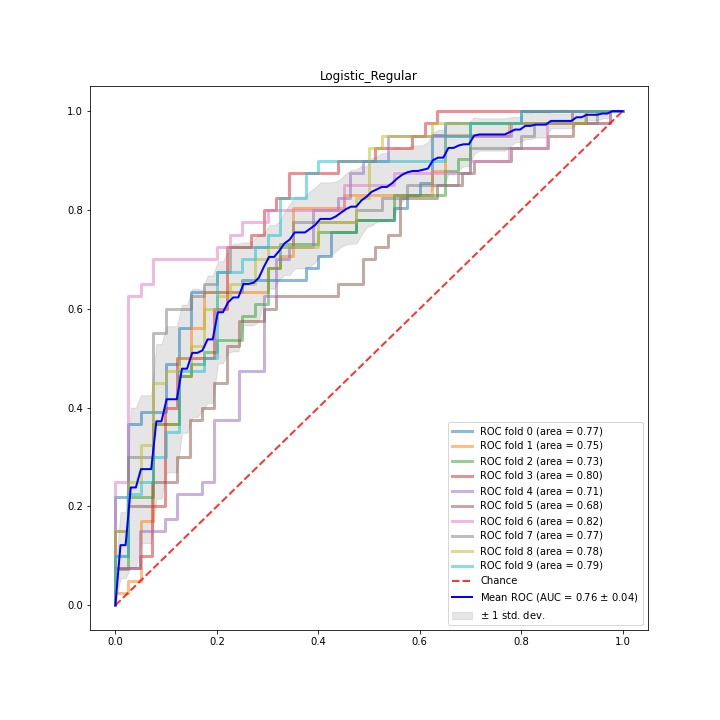 Logistic_Regular
1.0
0.8
0.6
0.4
0.2
0.0
ROC fold 0 (area = 0.77)
ROC fold 1 (area = 0.75)
ROC fold 2 (area = 0.73)
ROC fold 3 (area = 0.80)
ROC fold 4 (area = 0.71)
ROC fold 5 (area = 0.68)
ROC fold 6 (area = 0.82)
ROC fold 7 (area = 0.77)
ROC fold 8 (area = 0.78)
ROC fold 9 (area = 0.79)
Chance
Mean ROC (AUC = 0.76 ± 0.04)
± 1 std. dev.
0.0 0.2 0.4 0.6 0.8 1.0